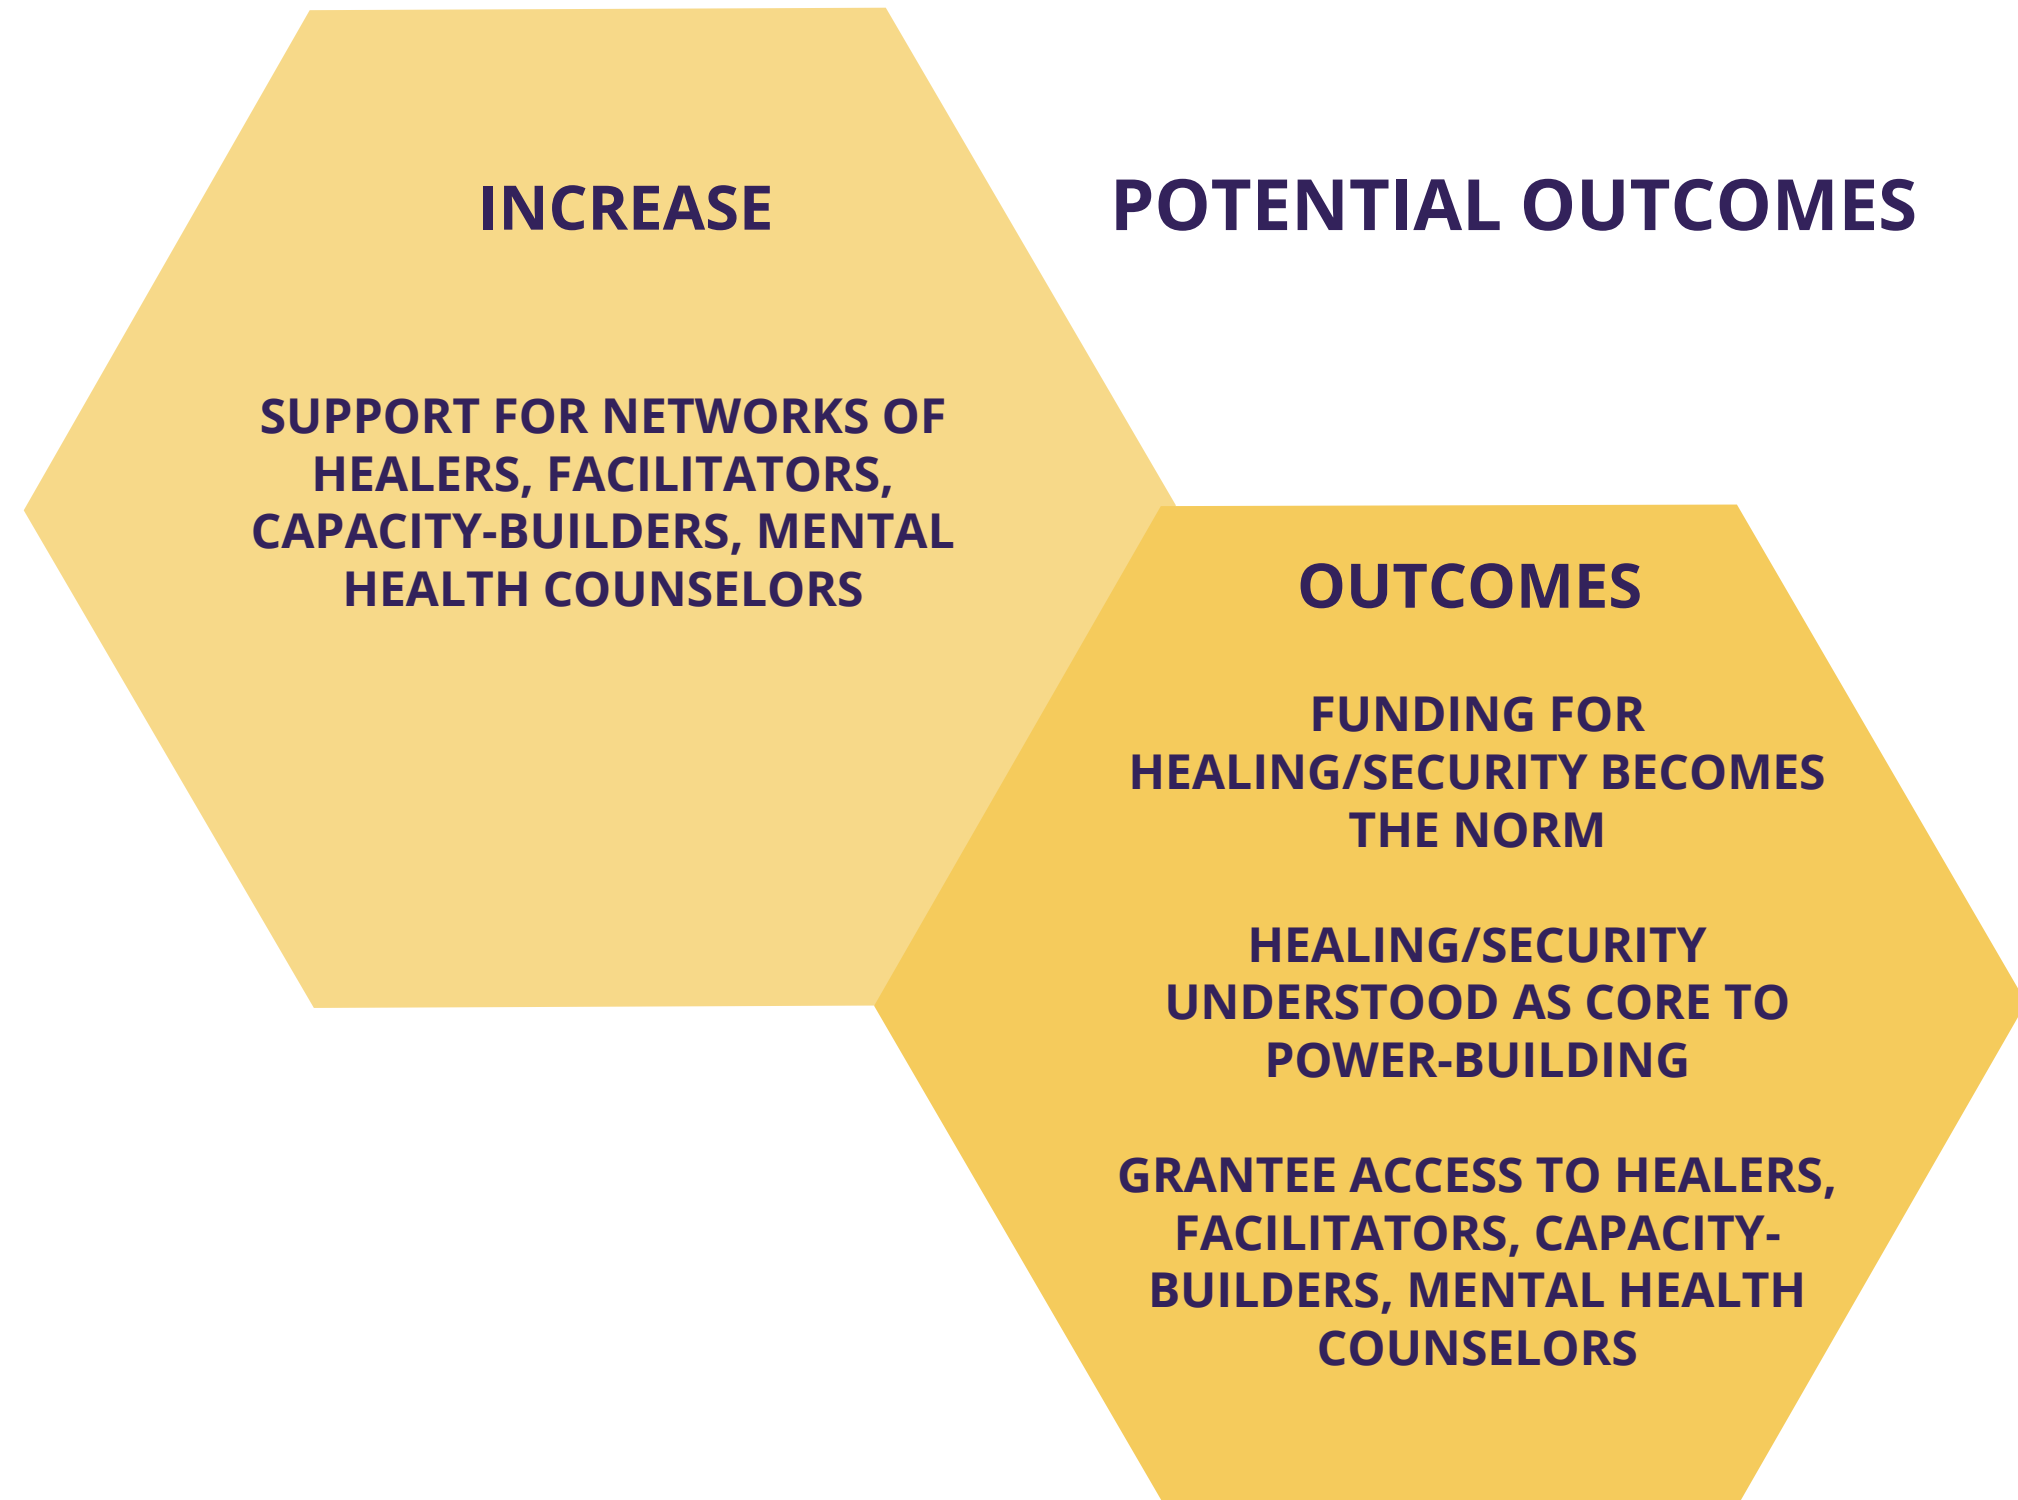 INCREASE
SUPPORT FOR NETWORKS OF
HEALERS, FACILITATORS,
CAPACITY-BUILDERS, MENTAL
HEALTH COUNSELORS
POTENTIAL OUTCOMES
OUTCOMES
FUNDING FOR
HEALING/SECURITY BECOMES
THE NORM
HEALING/SECURITY
UNDERSTOOD AS CORE TO
POWER-BUILDING
GRANTEE ACCESS TO HEALERS,
FACILITATORS, CAPACITY-
BUILDERS, MENTAL HEALTH
COUNSELORS